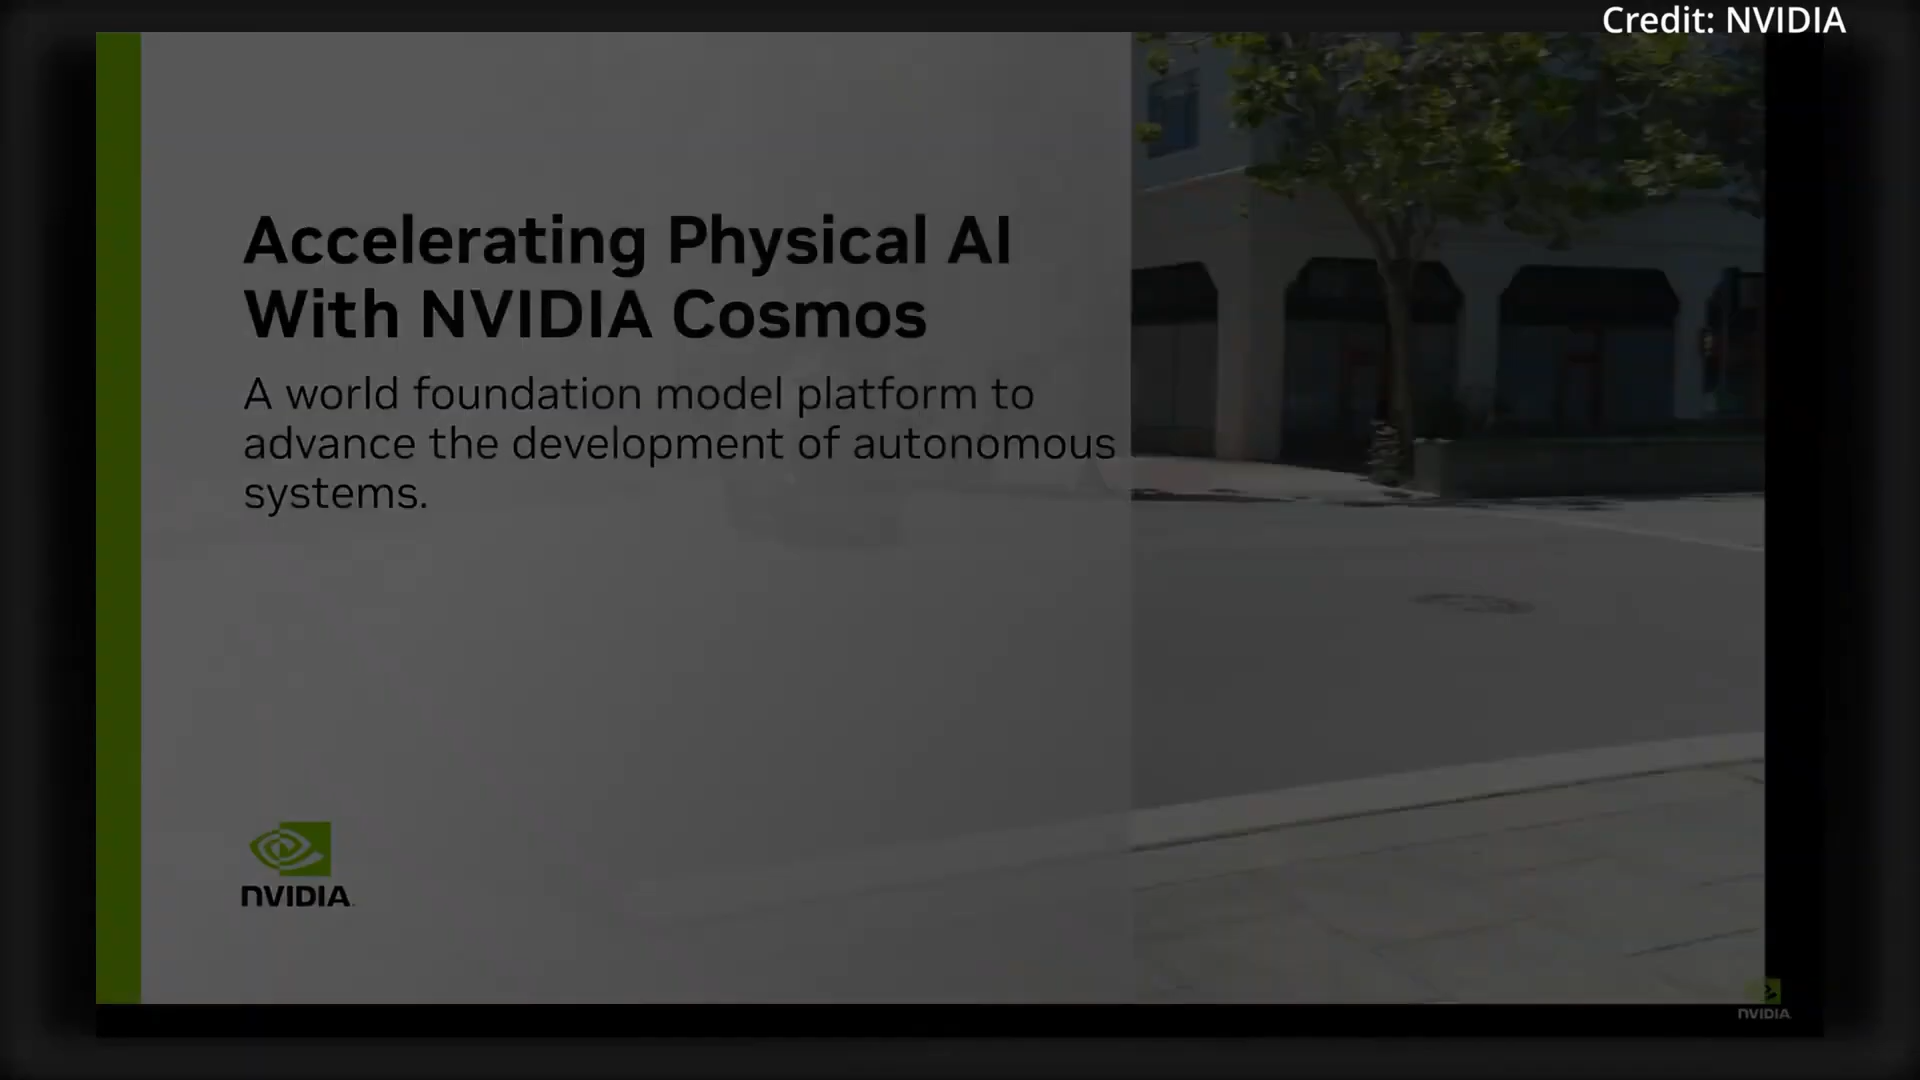 Credit: NVIDIA
Accelerating Physical AI
With NVIDIA Cosmos
A world foundation model platform to
advance the development of autonomous
systems.
NVIDIA
NVIDIA